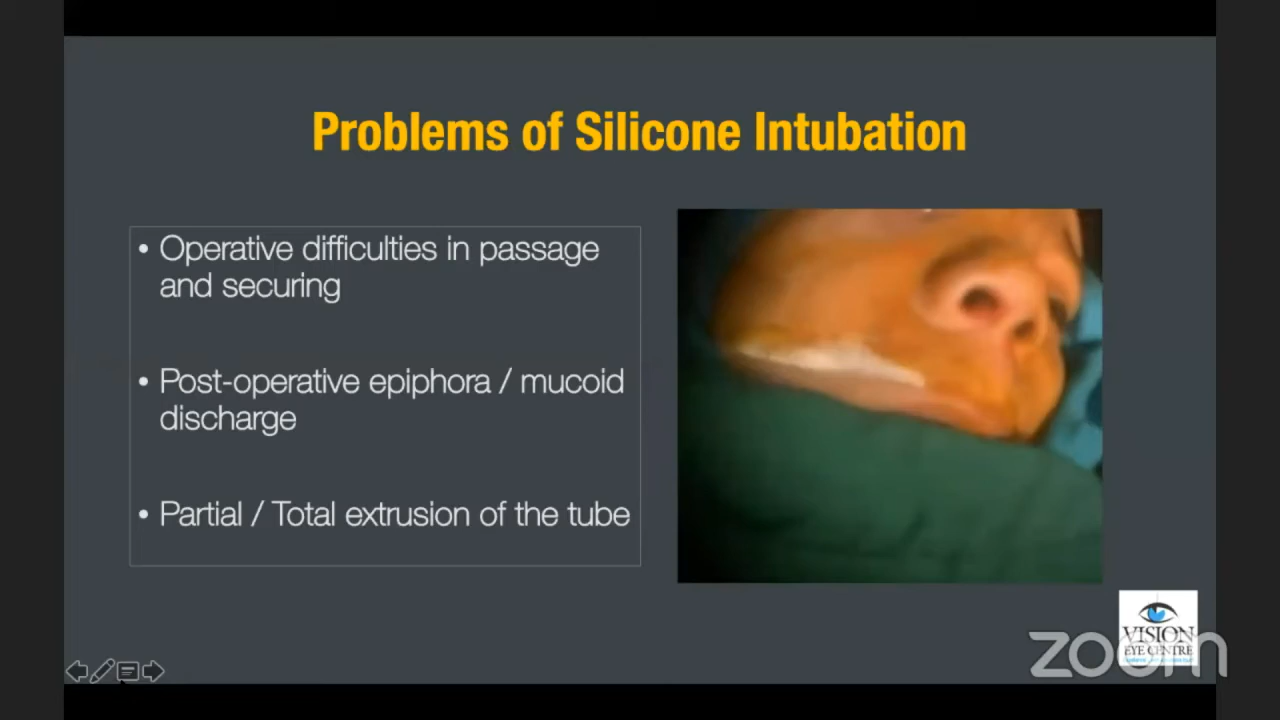 Problems of Silicone Intubation
• Operative difficulties in passage
and securing
• Post-operative epiphora / mucoid
discharge
• Partial / Total extrusion of the tube
VISION
EYE CENTRE
zoom